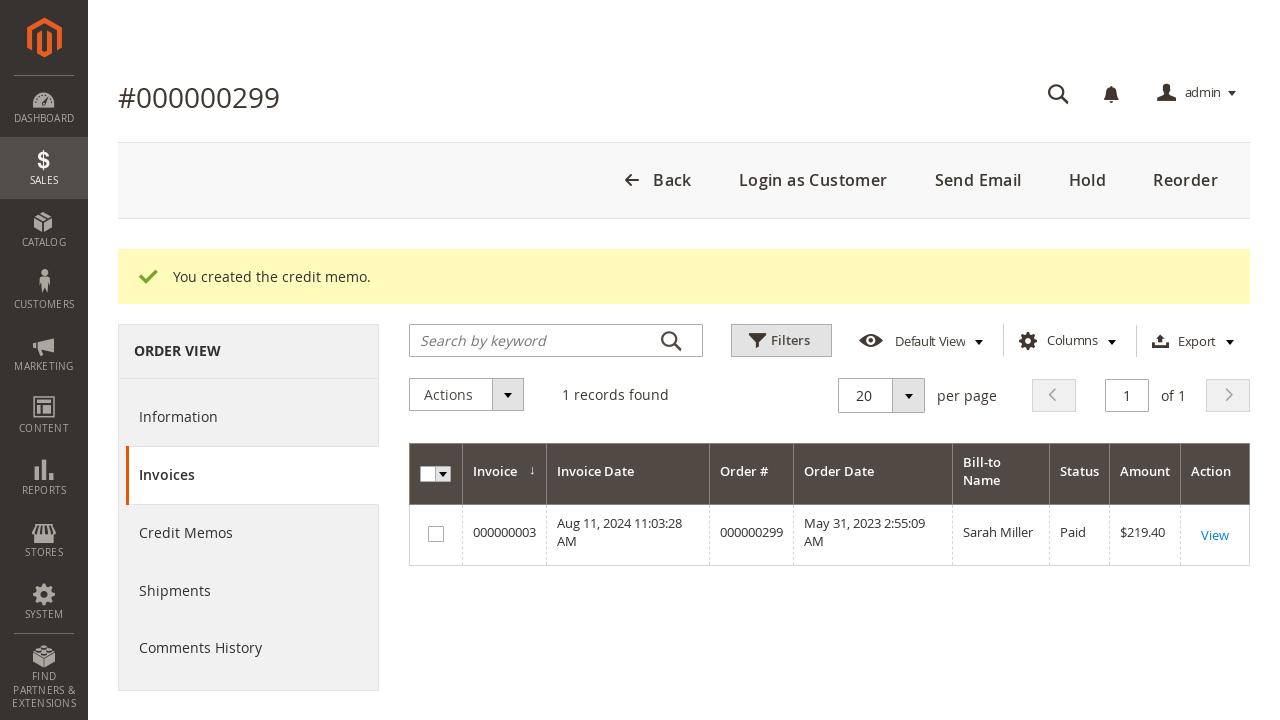 #000000299
admin
DASHBOARD
SALES
CATALOG
CUSTOMERS
MARKETING
CONTENT
REPORTS
STORES
SYSTEM
FIND
PARTNERS &
EXTENSIONS
Back
Login as Customer
Send Email
Hold
Reorder
You created the credit memo.
ORDER VIEW
Information
Invoices
Credit Memos
Shipments
Comments History
Search by keyword
Filters
Default View
Columns
Export
Actions
1 records found
20
per page
1
of 1
Invoice ↓
Invoice Date
Order #
Order Date
Bill-to
Name
Status
Amount
Action
000000003
Aug 11, 2024 11:03:28
AM
000000299
May 31, 2023 2:55:09
AM
Sarah Miller
Paid
$219.40
View